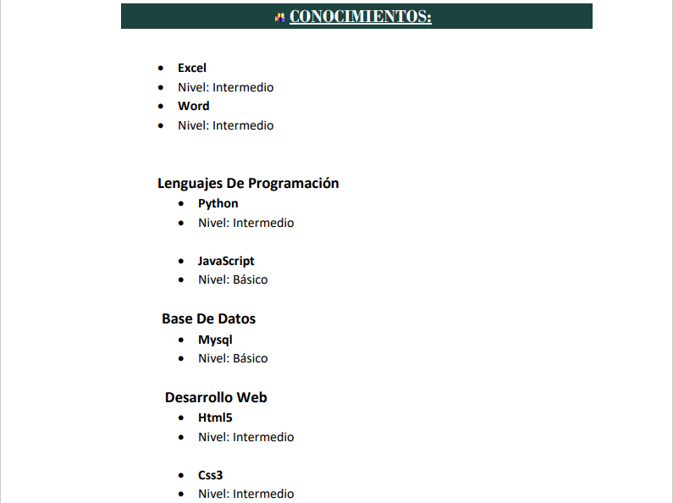 CONOCIMIENTOS:
• Excel
• Nivel: Intermedio
• Word
• Nivel: Intermedio
Lenguajes De Programación
• Python
• Nivel: Intermedio
• JavaScript
• Nivel: Básico
Base De Datos
• Mysql
• Nivel: Básico
Desarrollo Web
• Html5
• Nivel: Intermedio
• Css3
• Nivel: Intermedio